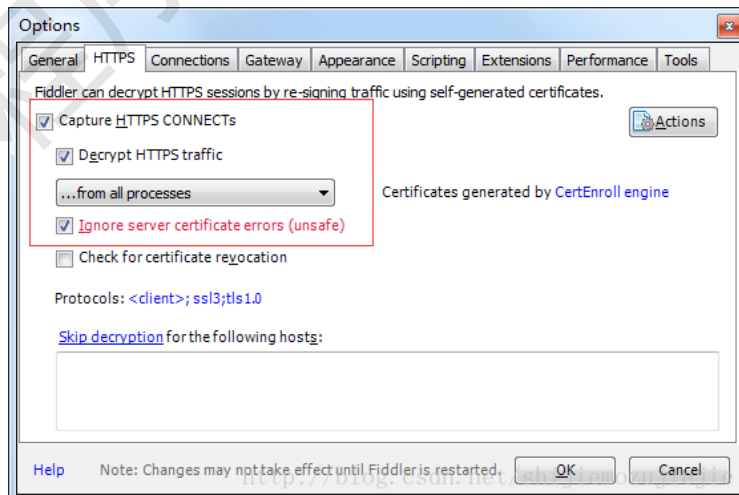 Options
General HTTPS Connections Gateway Appearance Scripting Extensions Performance Tools
Fiddler can decrypt HTTPS sessions by re-signing traffic using self-generated certificates.
Capture HTTPS CONNECTs
Actions
Decrypt HTTPS traffic
...from all processes
Certificates generated by CertEnroll engine
Ignore server certificate errors (unsafe)
Check for certificate revocation
Protocols: <client>; ssl3;tls1.0
Skip decryption for the following hosts:
Help Note: Changes may not take effect until Fiddler is restarted. OK Cancel